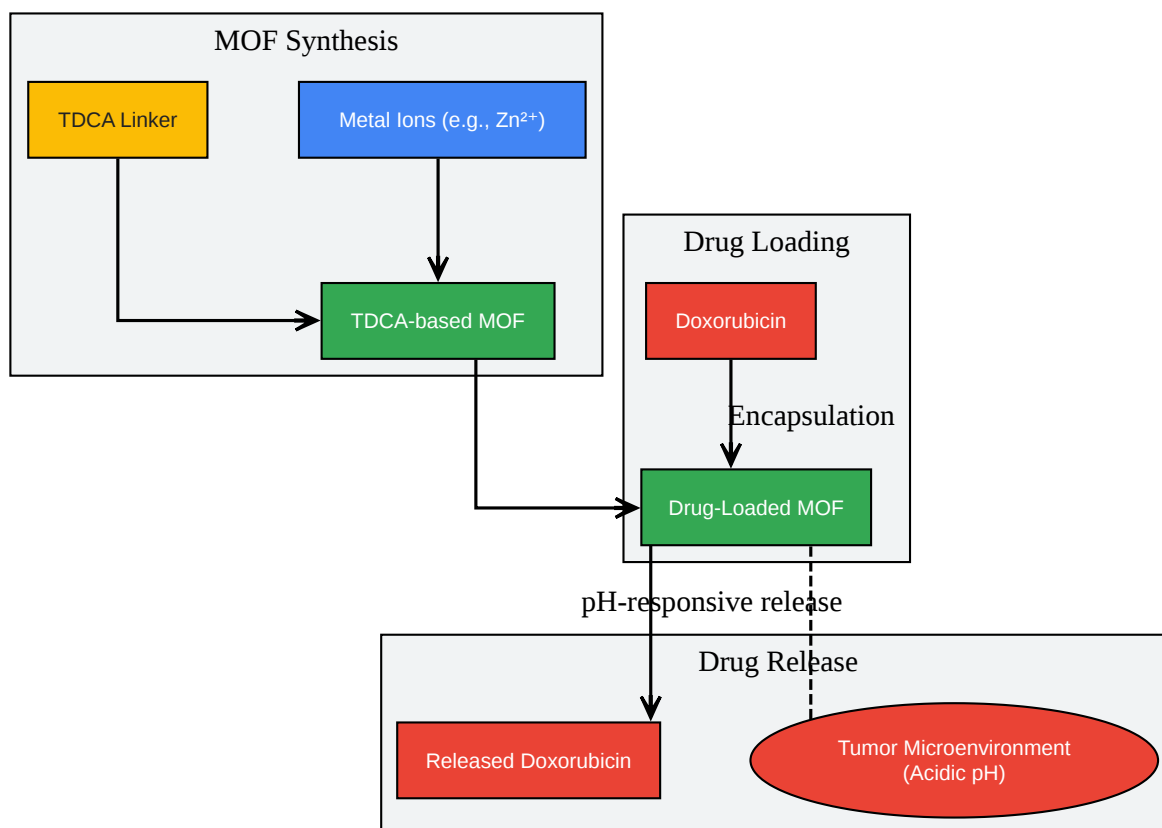 MOF Synthesis
TDCA Linker
Metal Ions (e.g., Zn²⁺)
TDCA-based MOF
Drug Loading
Doxorubicin
Encapsulation
Drug-Loaded MOF
pH-responsive release
Drug Release
Released Doxorubicin
Tumor Microenvironment
(Acidic pH)